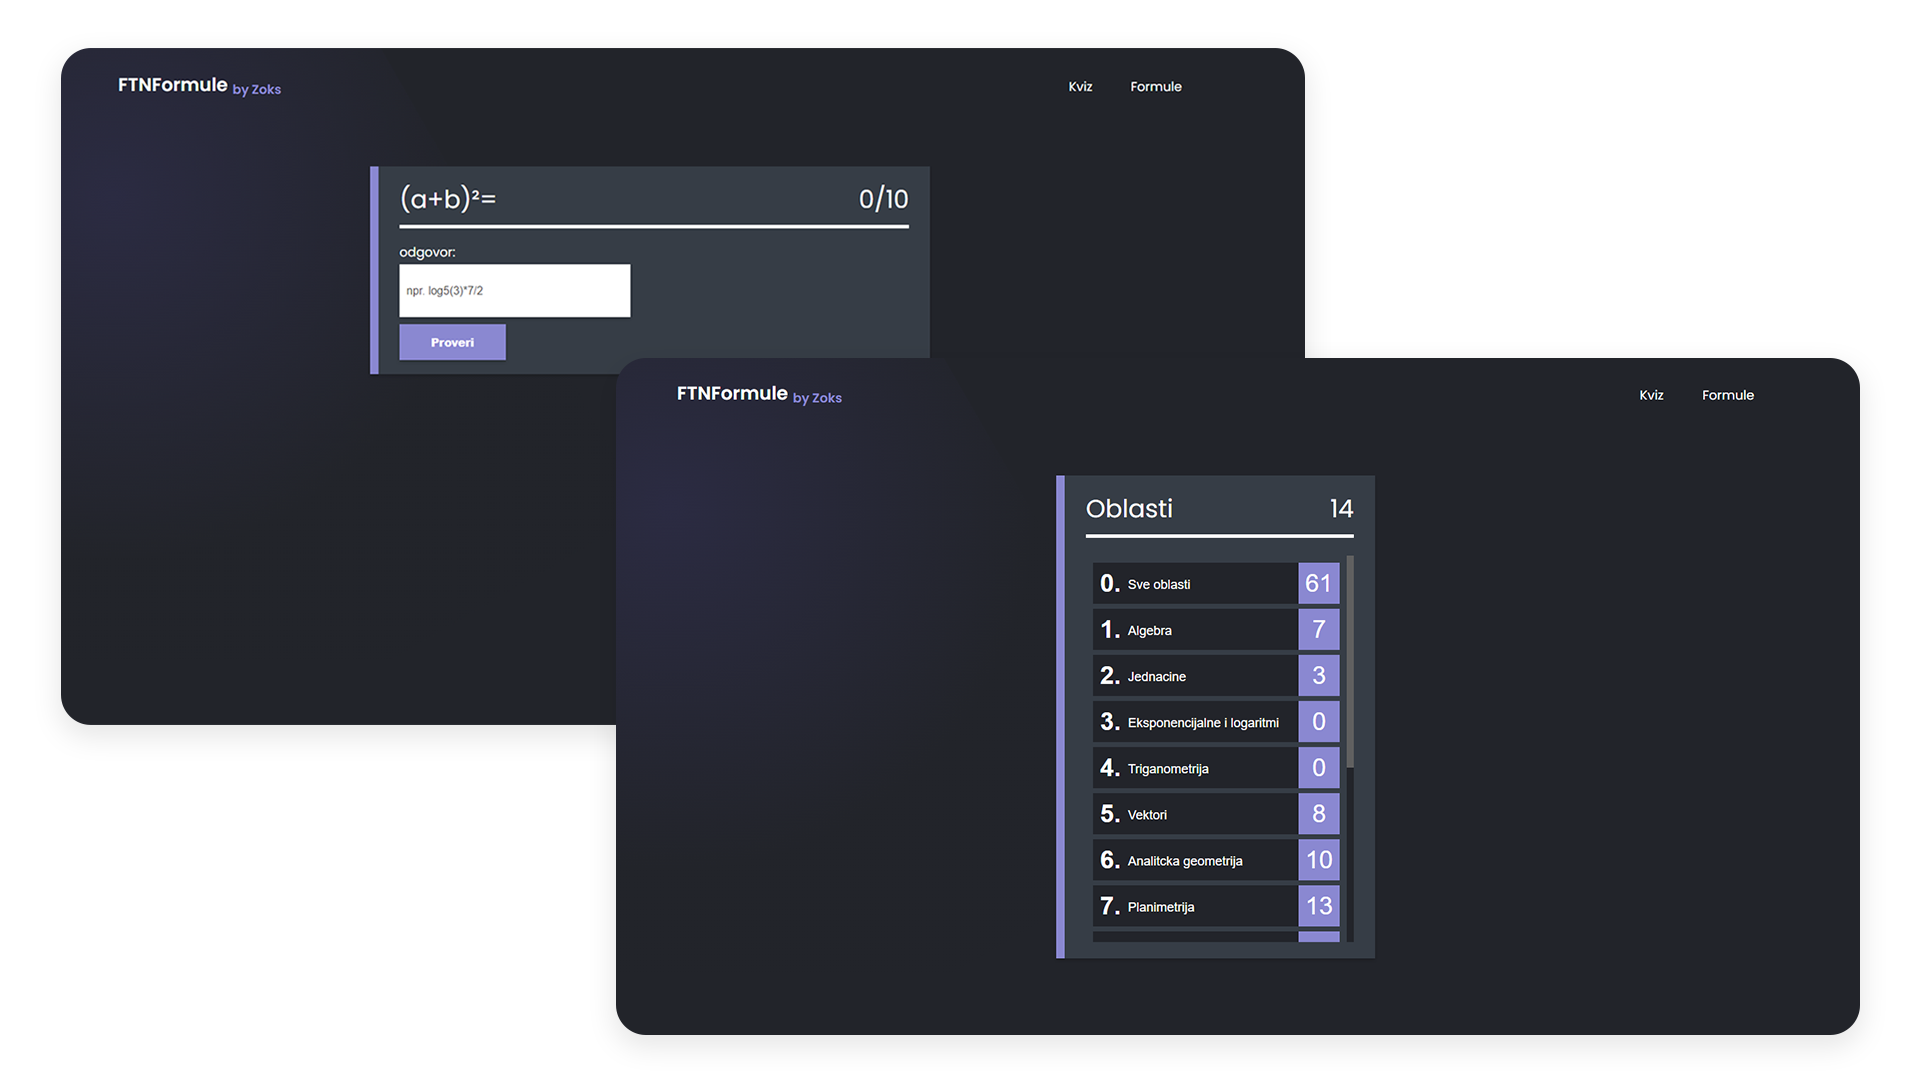 FTNFormule by Zoks
Kviz Formule
(a+b)²= 0/10
odgovor:
npr. log5(3)*7/2
Proveri
FTNFormule by Zoks
Kviz Formule
Oblasti 14
0. Sve oblasti 61
1. Algebra 7
2. Jednacine 3
3. Eksponencijalne i logaritmi 0
4. Triganometrija 0
5. Vektori 8
6. Analitcka geometrija 10
7. Planimetrija 13